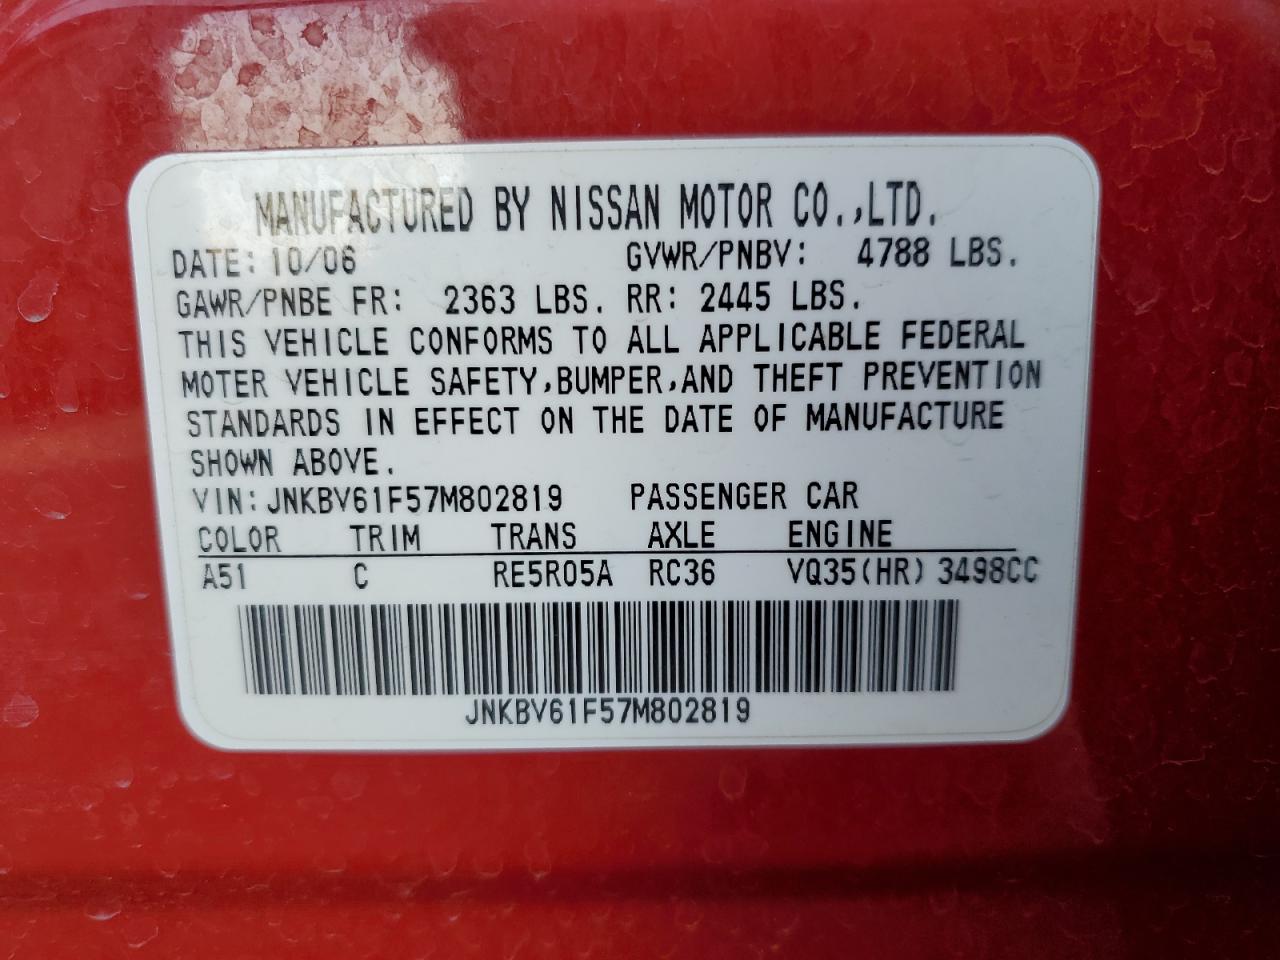 MANUFACTURED BY NISSAN MOTOR CO.,LTD.
DATE: 10/06 GVWR/PNBV: 4788 LBS.
GAWR/PNBE FR: 2363 LBS. RR: 2445 LBS.
THIS VEHICLE CONFORMS TO ALL APPLICABLE FEDERAL
MOTER VEHICLE SAFETY,BUMPER,AND THEFT PREVENTION
STANDARDS IN EFFECT ON THE DATE OF MANUFACTURE
SHOWN ABOVE.
VIN:JNKBV61F57M802819 PASSENGER CAR
COLOR TRIM TRANS AXLE ENGINE
A51 C RE5R05A RC36 VQ35(HR) 3498CC
JNKBV61F57M802819